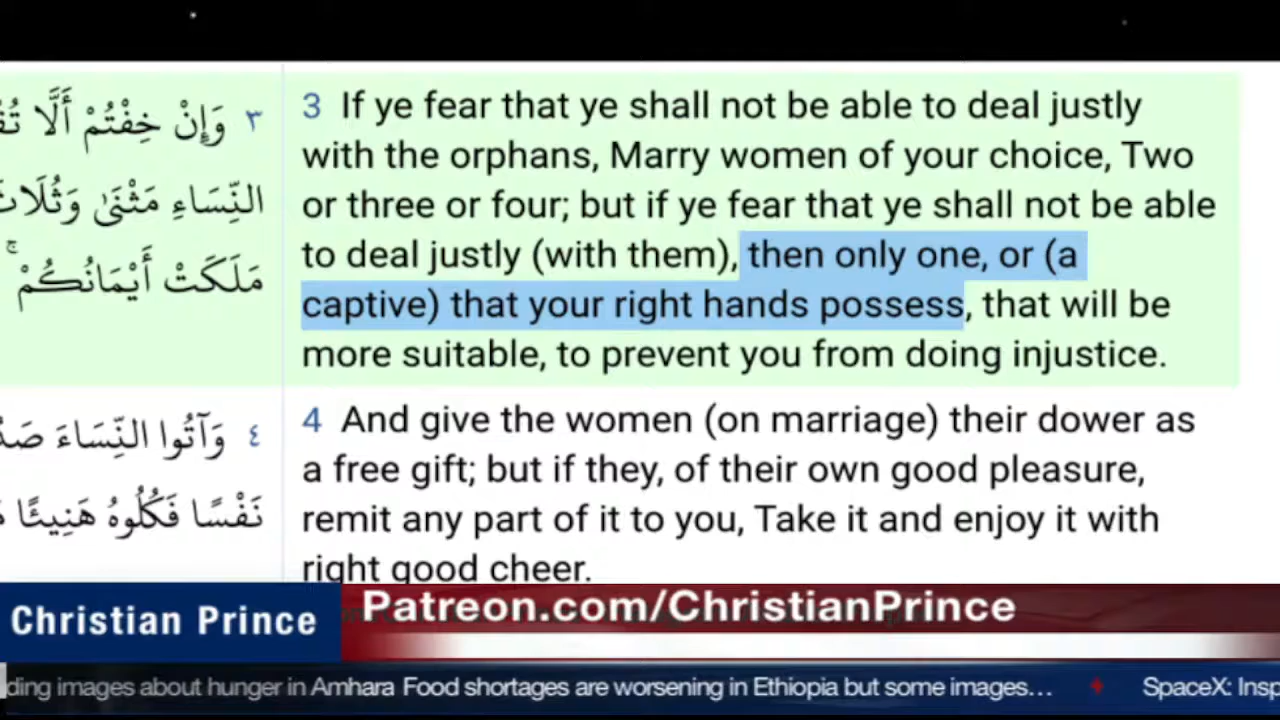 ٣ وَإِنْ خِفْتُمْ أَلَّا
النِّسَاءِ مَثْنَىٰ وَثُلَاثَ
مَلَكَتْ أَيْمَانُكُمْ ۚ
3 If ye fear that ye shall not be able to deal justly
with the orphans, Marry women of your choice, Two
or three or four; but if ye fear that ye shall not be able
to deal justly (with them), then only one, or (a
captive) that your right hands possess, that will be
more suitable, to prevent you from doing injustice.
٤ وَآتُوا النِّسَاءَ
نَفْسًا فَكُلُوهُ هَنِيئًا
4 And give the women (on marriage) their dower as
a free gift; but if they, of their own good pleasure,
remit any part of it to you, Take it and enjoy it with
right good cheer.
Christian Prince
Patreon.com/ChristianPrince
ding images about hunger in Amhara Food shortages are worsening in Ethiopia but some images... SpaceX: Insp